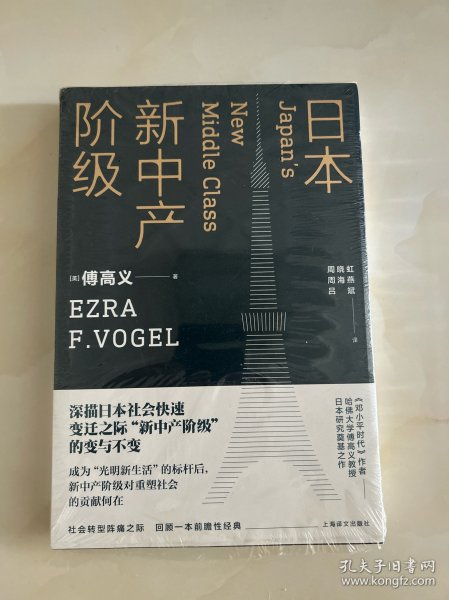 日本
Japan's
新中产
New
Middle Class
阶级
[美] 傅高义 —— 著
EZRA
F.VOGEL
周晓虹
周海燕
吕斌
译
深描日本社会快速
变迁之际“新中产阶级”
的变与不变
成为“光明新生活”的标杆后，
新中产阶级对重塑社会
的贡献何在
《邓小平时代》作者
哈佛大学傅高义教授
日本研究奠基之作
社会转型阵痛之际 回顾一本前瞻性经典
上海译文出版社
孔夫子旧书网
www.kongfz.com